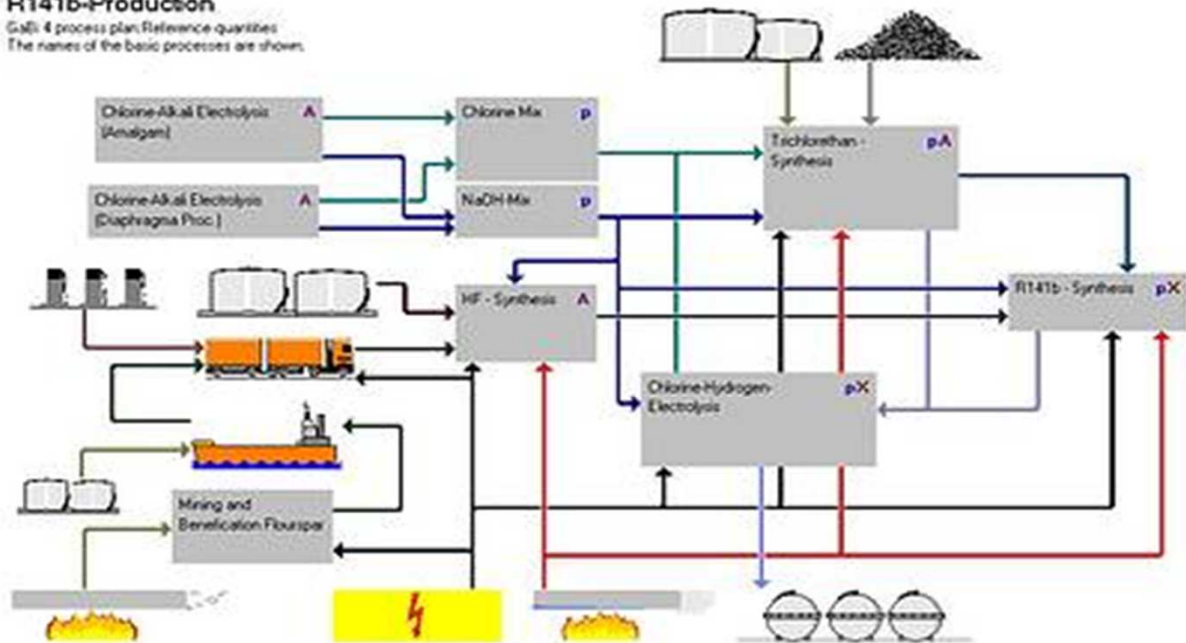 R141b-Production
GaBi 4 process plan:Reference quantities
The names of the basic processes are shown.
Chlorine-Alkali Electrolysis A
(Amalgam)
Chlorine Mix p
Trichlorethan - pA
Synthesis
Chlorine-Alkali Electrolysis A
(Diaphragma Proc.)
NaOH-Mix p
HF - Synthesis A
R141b - Synthesis pX
Chlorine-Hydrogen- pX
Electrolysis
Mining and
Benefication Flourspar